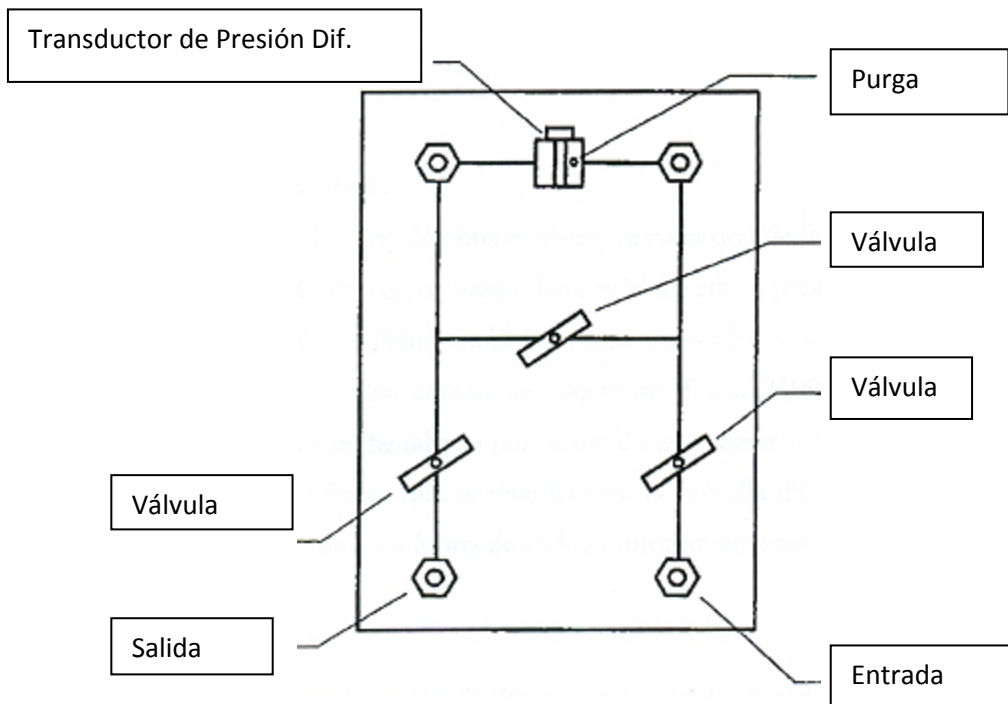 Transductor de Presión Dif.
Purga
Válvula
Válvula
Válvula
Salida
Entrada